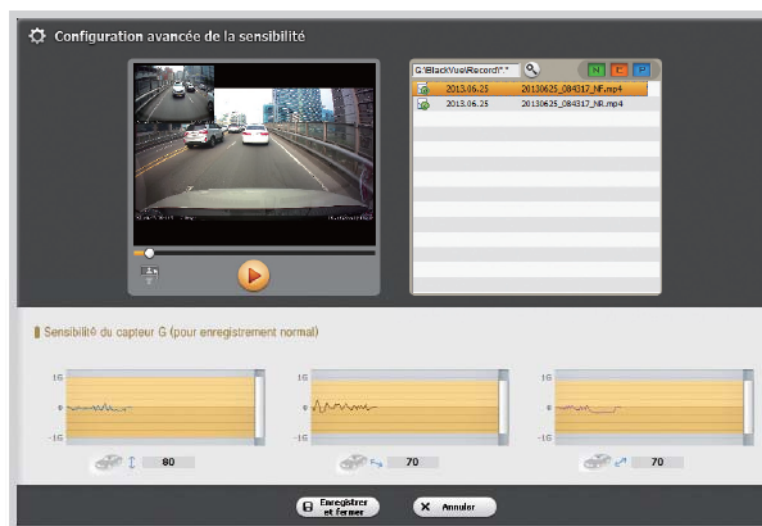 Configuration avancée de la sensibilité
G:\BlackVue\Record\*.*
N E P
2013.06.25 20130625_084317_NF.mp4
2013.06.25 20130625_084317_NR.mp4
Sensibilité du capteur G (pour enregistrement normal)
1G 1G 1G
0 0 0
-1G -1G -1G
80 70 70
Enregistrer
et fermer
Annuler